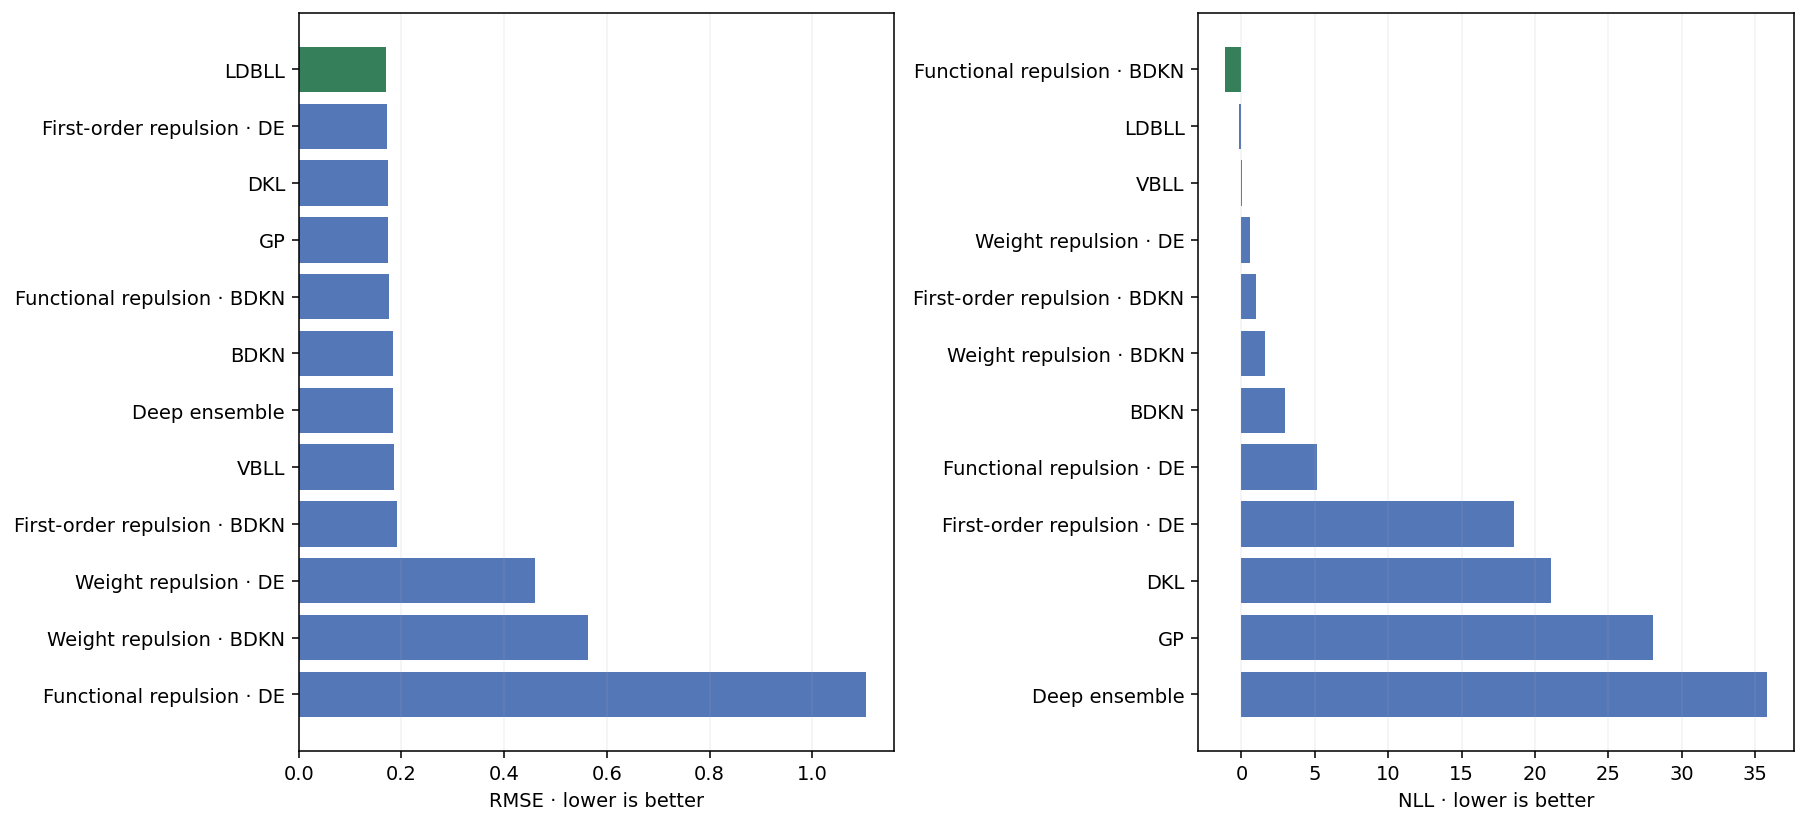 LDBLL
First-order repulsion · DE
DKL
GP
Functional repulsion · BDKN
BDKN
Deep ensemble
VBLL
First-order repulsion · BDKN
Weight repulsion · DE
Weight repulsion · BDKN
Functional repulsion · DE
0.0 0.2 0.4 0.6 0.8 1.0
RMSE · lower is better
Functional repulsion · BDKN
LDBLL
VBLL
Weight repulsion · DE
First-order repulsion · BDKN
Weight repulsion · BDKN
BDKN
Functional repulsion · DE
First-order repulsion · DE
DKL
GP
Deep ensemble
0 5 10 15 20 25 30 35
NLL · lower is better